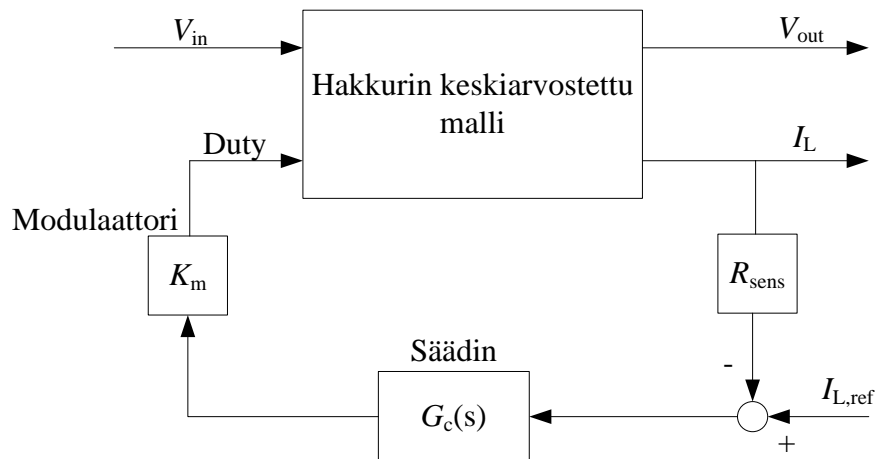 V_in
V_out
Hakkurin keskiarvostettu
malli
Duty
I_L
Modulaattori
K_m
R_sens
Säädin
-
I_L,ref
G_c(s)
+